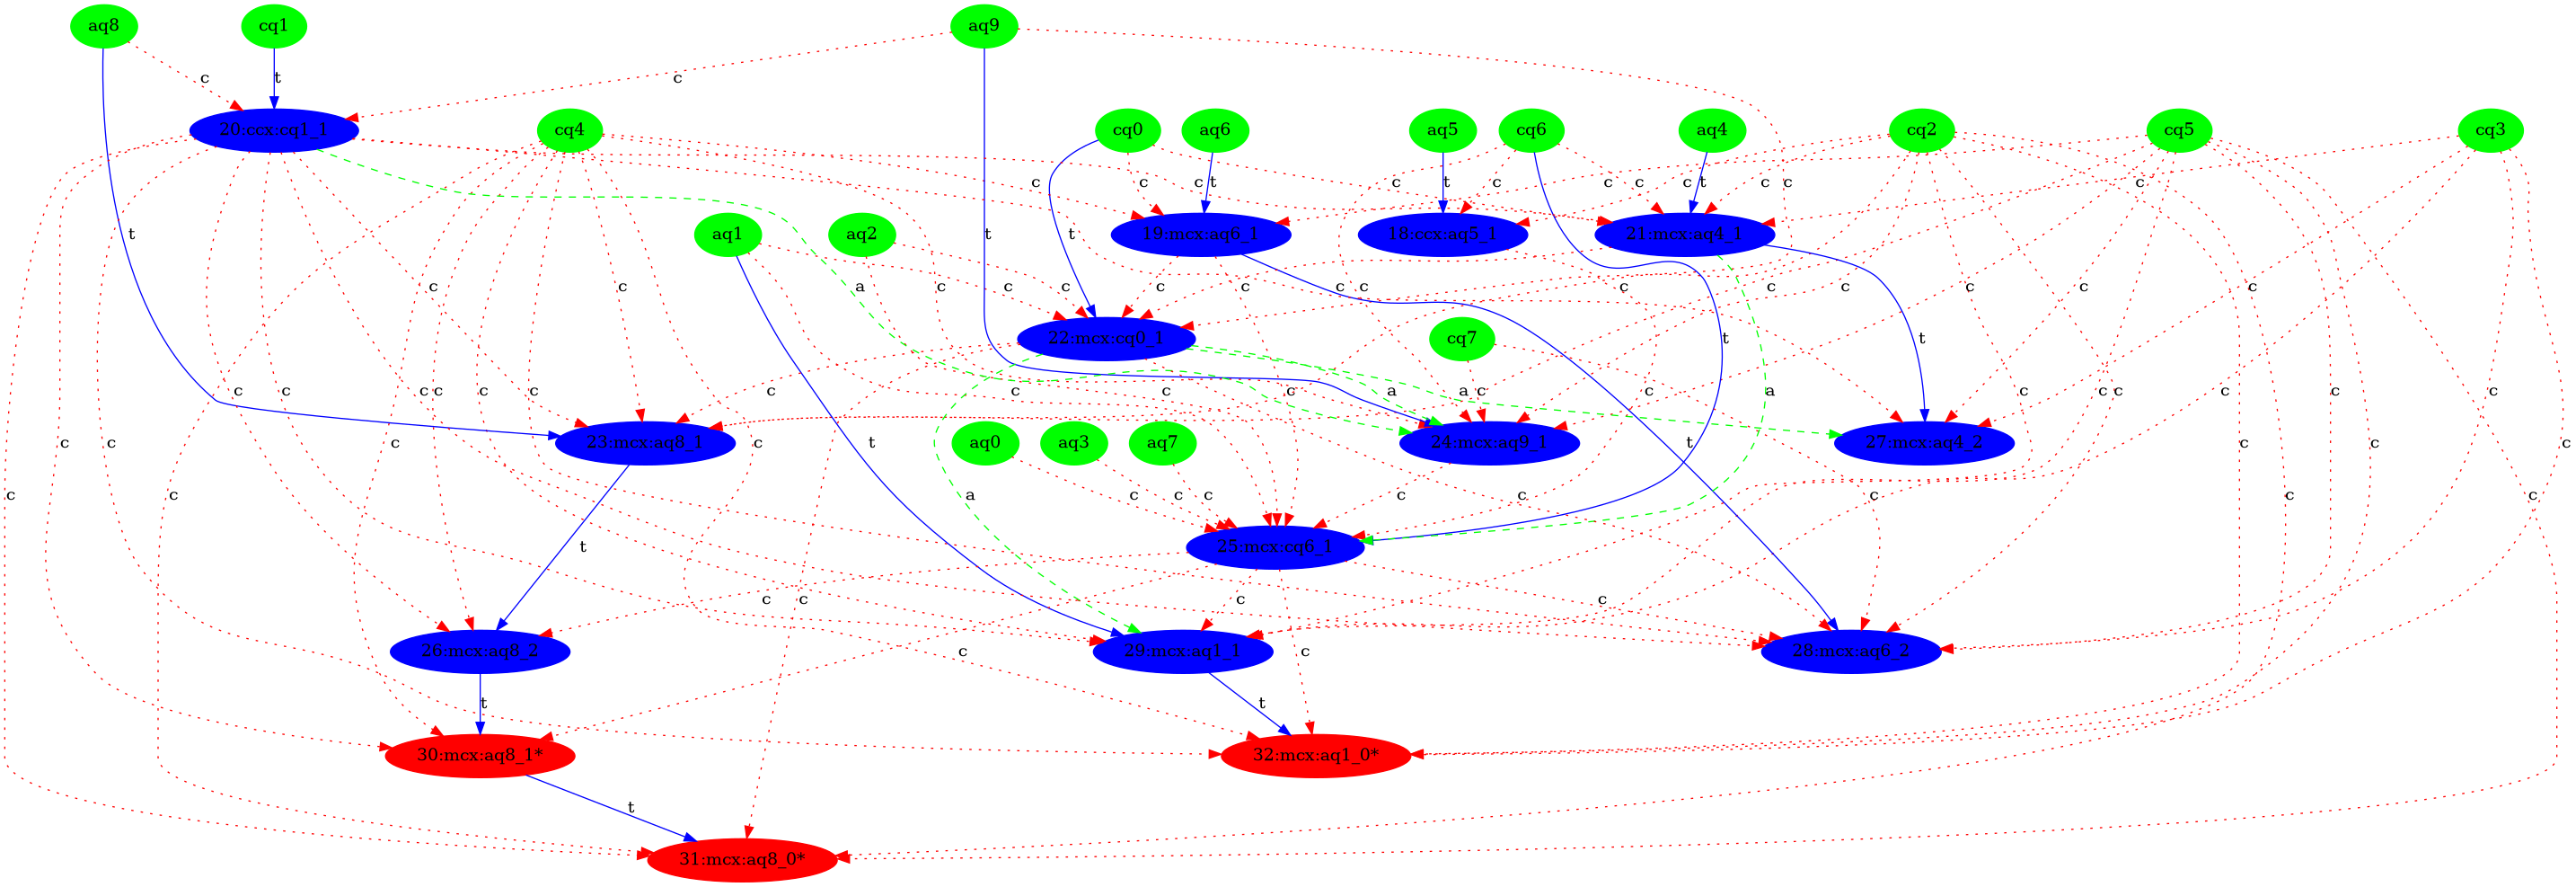 aq8 cq1 aq9
c t c
20:ccx:cq1_1 cq4 cq0 aq6 aq5 cq6 aq4 cq2 cq5 cq3
c c t c t c c t c c c c
t aq1 aq2 t t 19:mcx:aq6_1 18:ccx:aq5_1 21:mcx:aq4_1
c c a c c c c c c c c c c c c
22:mcx:cq0_1 cq7 t t
c c c c c c c c a c a a c c c c c
23:mcx:aq8_1 aq0 aq3 aq7 24:mcx:aq9_1 27:mcx:aq4_2
c c c c t a c c c c t c c c c c c
t 25:mcx:cq6_1
c c c c
26:mcx:aq8_2 c 29:mcx:aq1_1 c 28:mcx:aq6_2
t t
30:mcx:aq8_1* 32:mcx:aq1_0*
t
31:mcx:aq8_0*